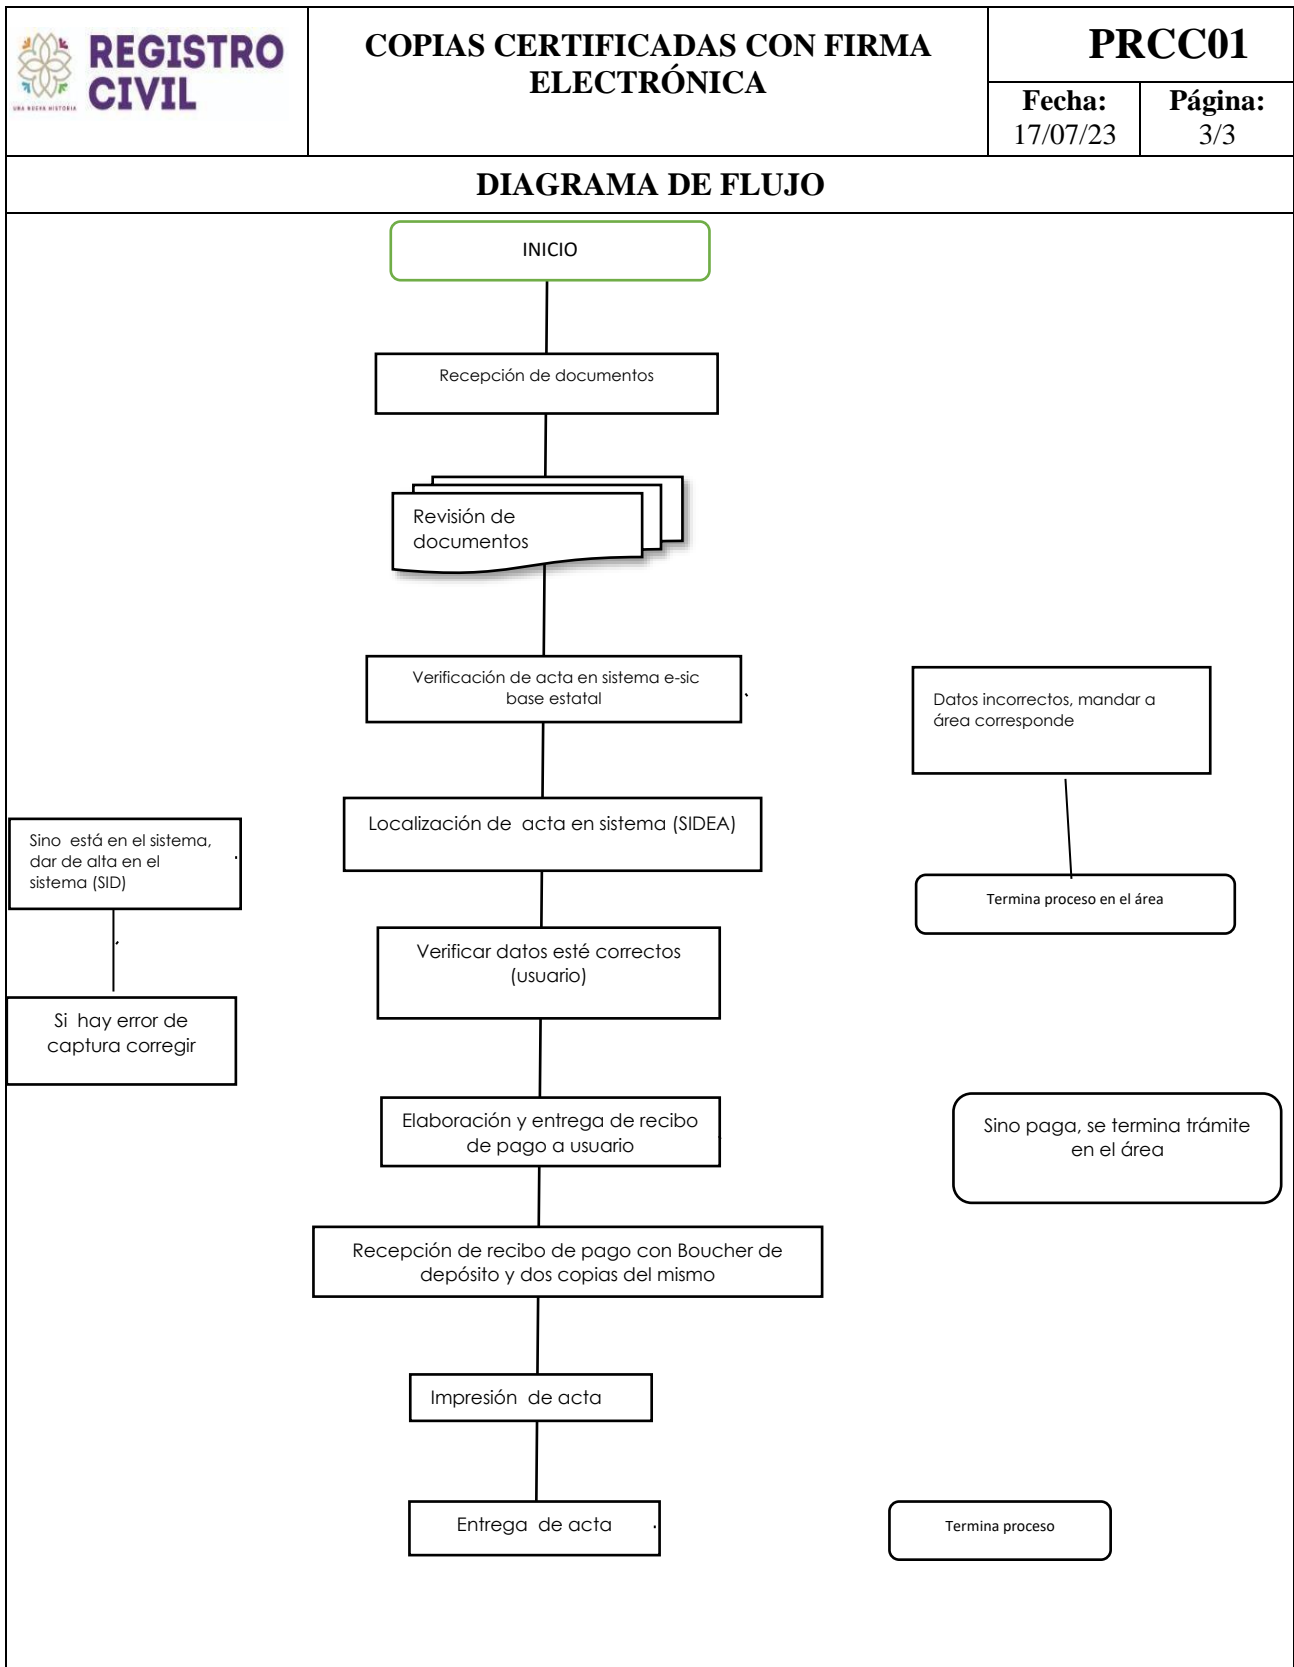 REGISTRO
CIVIL
UNA NUEVA HISTORIA
COPIAS CERTIFICADAS CON FIRMA
ELECTRÓNICA
PRCC01
Fecha:
17/07/23
Página:
3/3
DIAGRAMA DE FLUJO
INICIO
Recepción de documentos
Revisión de
documentos
Verificación de acta en sistema e-sic
base estatal
Datos incorrectos, mandar a
área corresponde
Localización de acta en sistema (SIDEA)
Sino está en el sistema,
dar de alta en el
sistema (SID)
Termina proceso en el área
Verificar datos esté correctos
(usuario)
Si hay error de
captura corregir
Elaboración y entrega de recibo
de pago a usuario
Sino paga, se termina trámite
en el área
Recepción de recibo de pago con Boucher de
depósito y dos copias del mismo
Impresión de acta
Entrega de acta
Termina proceso